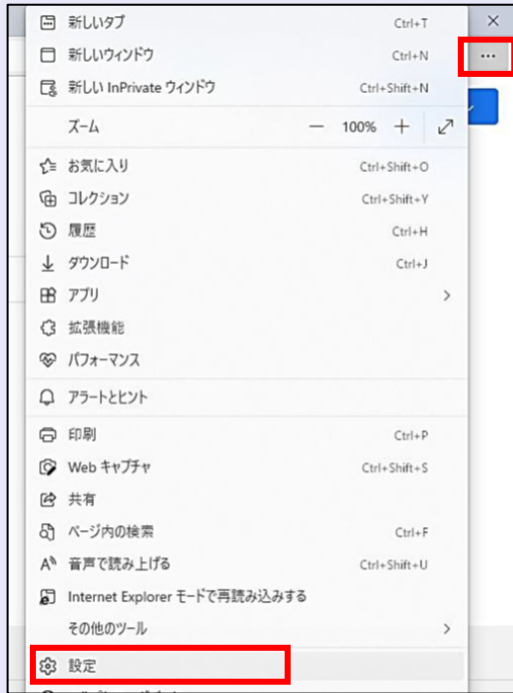 新しいタブ Ctrl+T
新しいウィンドウ Ctrl+N
新しい InPrivate ウィンドウ Ctrl+Shift+N
ズーム — 100% +
お気に入り Ctrl+Shift+O
コレクション Ctrl+Shift+Y
履歴 Ctrl+H
ダウンロード Ctrl+J
アプリ
拡張機能
パフォーマンス
アラートとヒント
印刷 Ctrl+P
Web キャプチャ Ctrl+Shift+S
共有
ページ内の検索 Ctrl+F
音声で読み上げる Ctrl+Shift+U
Internet Explorer モードで再読み込みする
その他のツール
設定